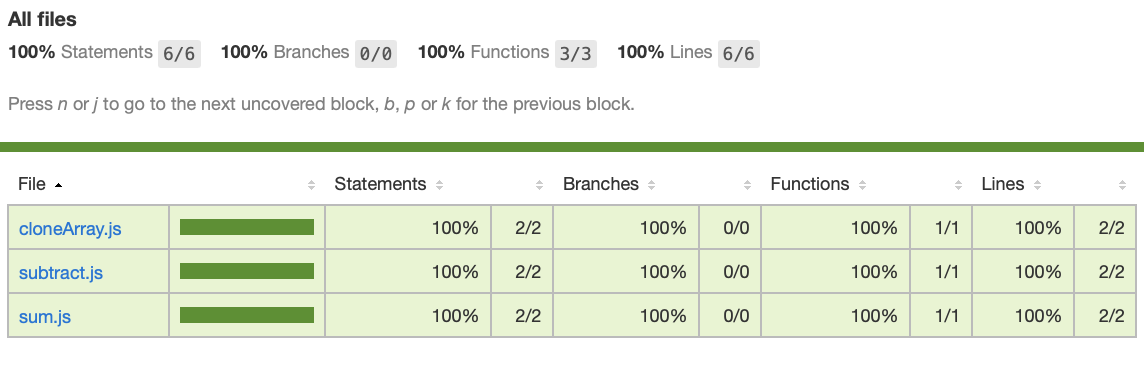 All files
100% Statements 6/6 100% Branches 0/0 100% Functions 3/3 100% Lines 6/6
Press n or j to go to the next uncovered block, b, p or k for the previous block.
File Statements Branches Functions Lines
cloneArray.js 100% 2/2 100% 0/0 100% 1/1 100% 2/2
subtract.js 100% 2/2 100% 0/0 100% 1/1 100% 2/2
sum.js 100% 2/2 100% 0/0 100% 1/1 100% 2/2